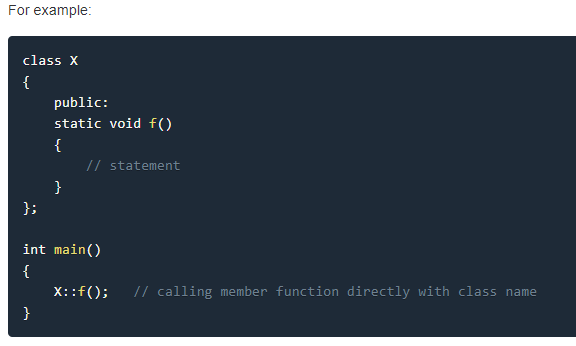 For example:
class X
{
    public:
    static void f()
    {
        // statement
    }
};
int main()
{
    X::f();   // calling member function directly with class name
}